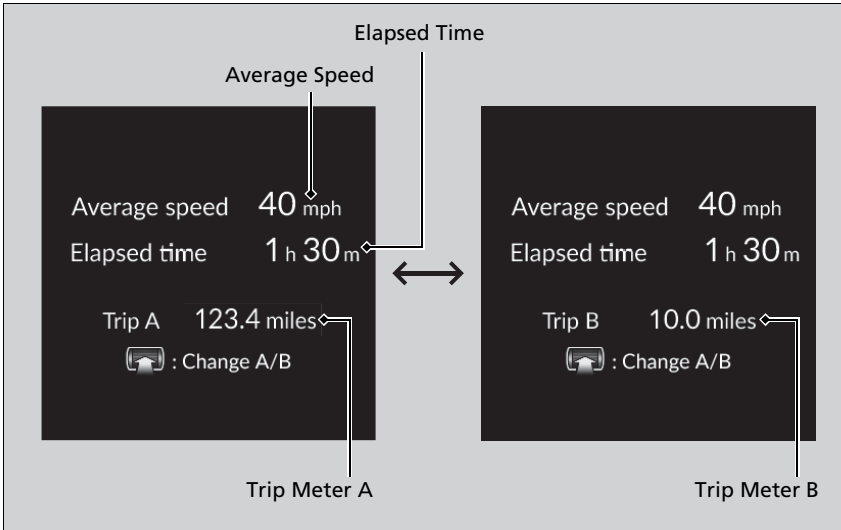 Elapsed Time
Average Speed
Average speed 40 mph
Elapsed time 1 h 30 m
Trip A 123.4 miles
: Change A/B
Average speed 40 mph
Elapsed time 1 h 30 m
Trip B 10.0 miles
: Change A/B
Trip Meter A
Trip Meter B